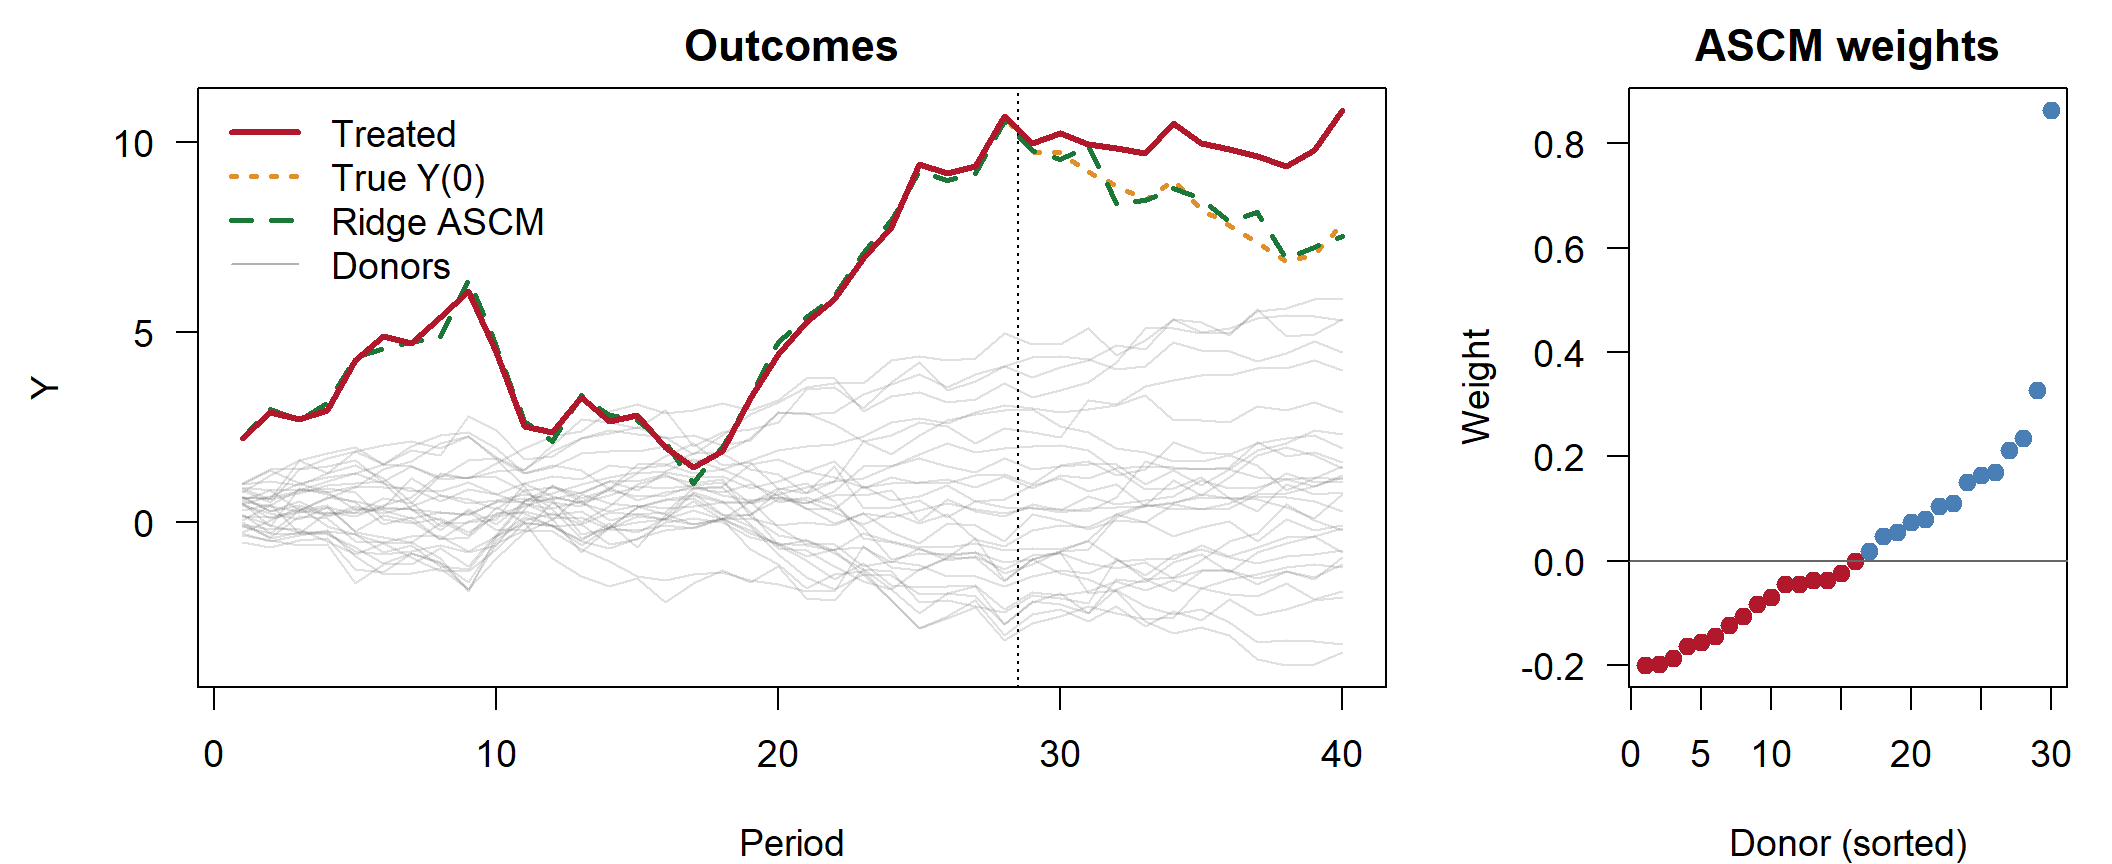 Outcomes
Treated
True Y(0)
Ridge ASCM
Donors
10
5
0
Y
0 10 20 30 40
Period
ASCM weights
0.8
0.6
0.4
0.2
0.0
-0.2
Weight
0 5 10 20 30
Donor (sorted)